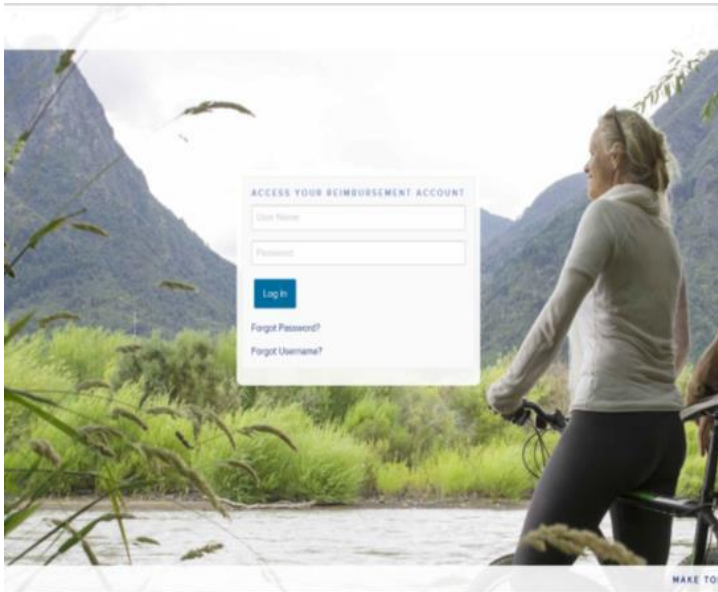 ACCESS YOUR REIMBURSEMENT ACCOUNT
User Name
Password
Log in
Forgot Password?
Forgot Username?
MAKE TO